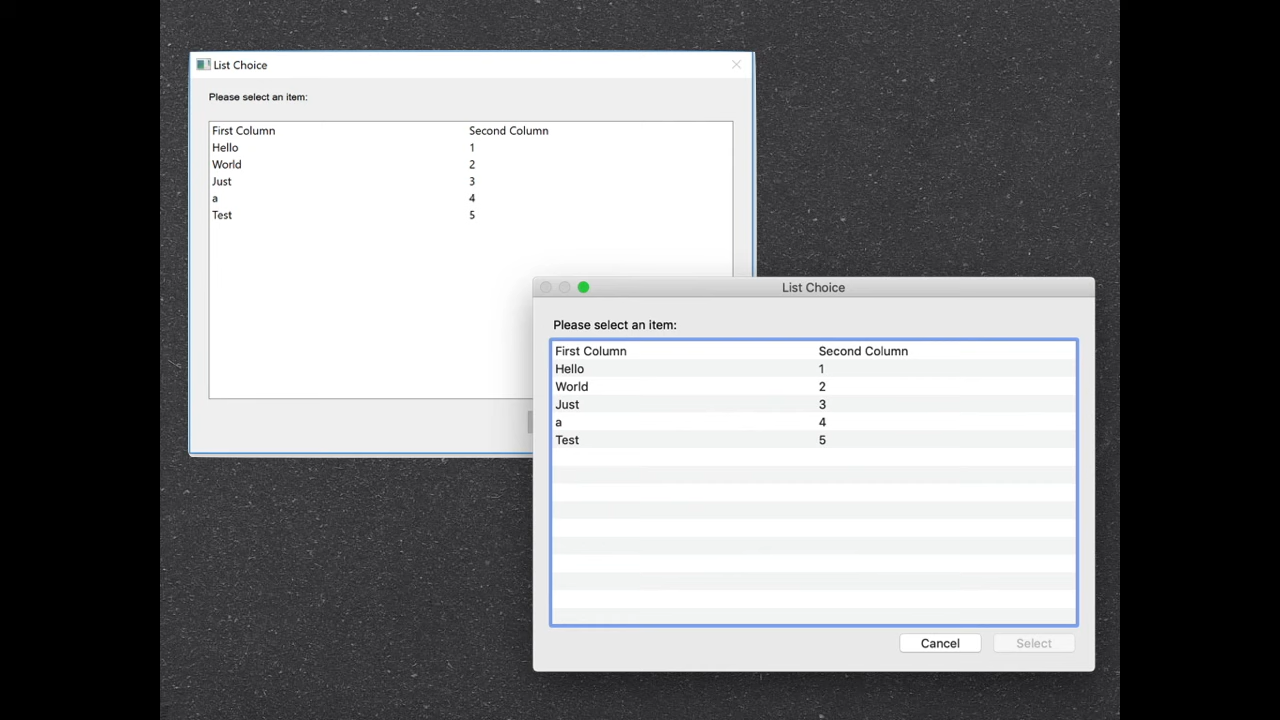 List Choice
Please select an item:
First Column Second Column
Hello 1
World 2
Just 3
a 4
Test 5
List Choice
Please select an item:
First Column Second Column
Hello 1
World 2
Just 3
a 4
Test 5
Cancel Select